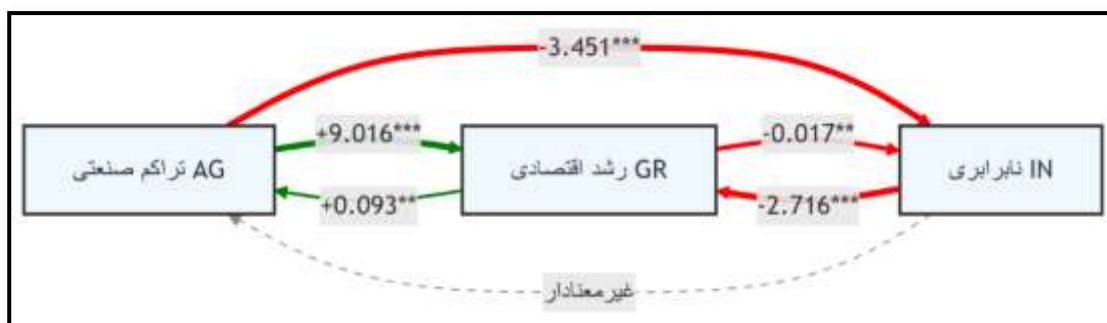 -3.451***
+9.016***
-0.017**
AG تراکم صنعتی
GR رشد اقتصادی
IN نابرابری
+0.093**
-2.716***
غیرمعنادار